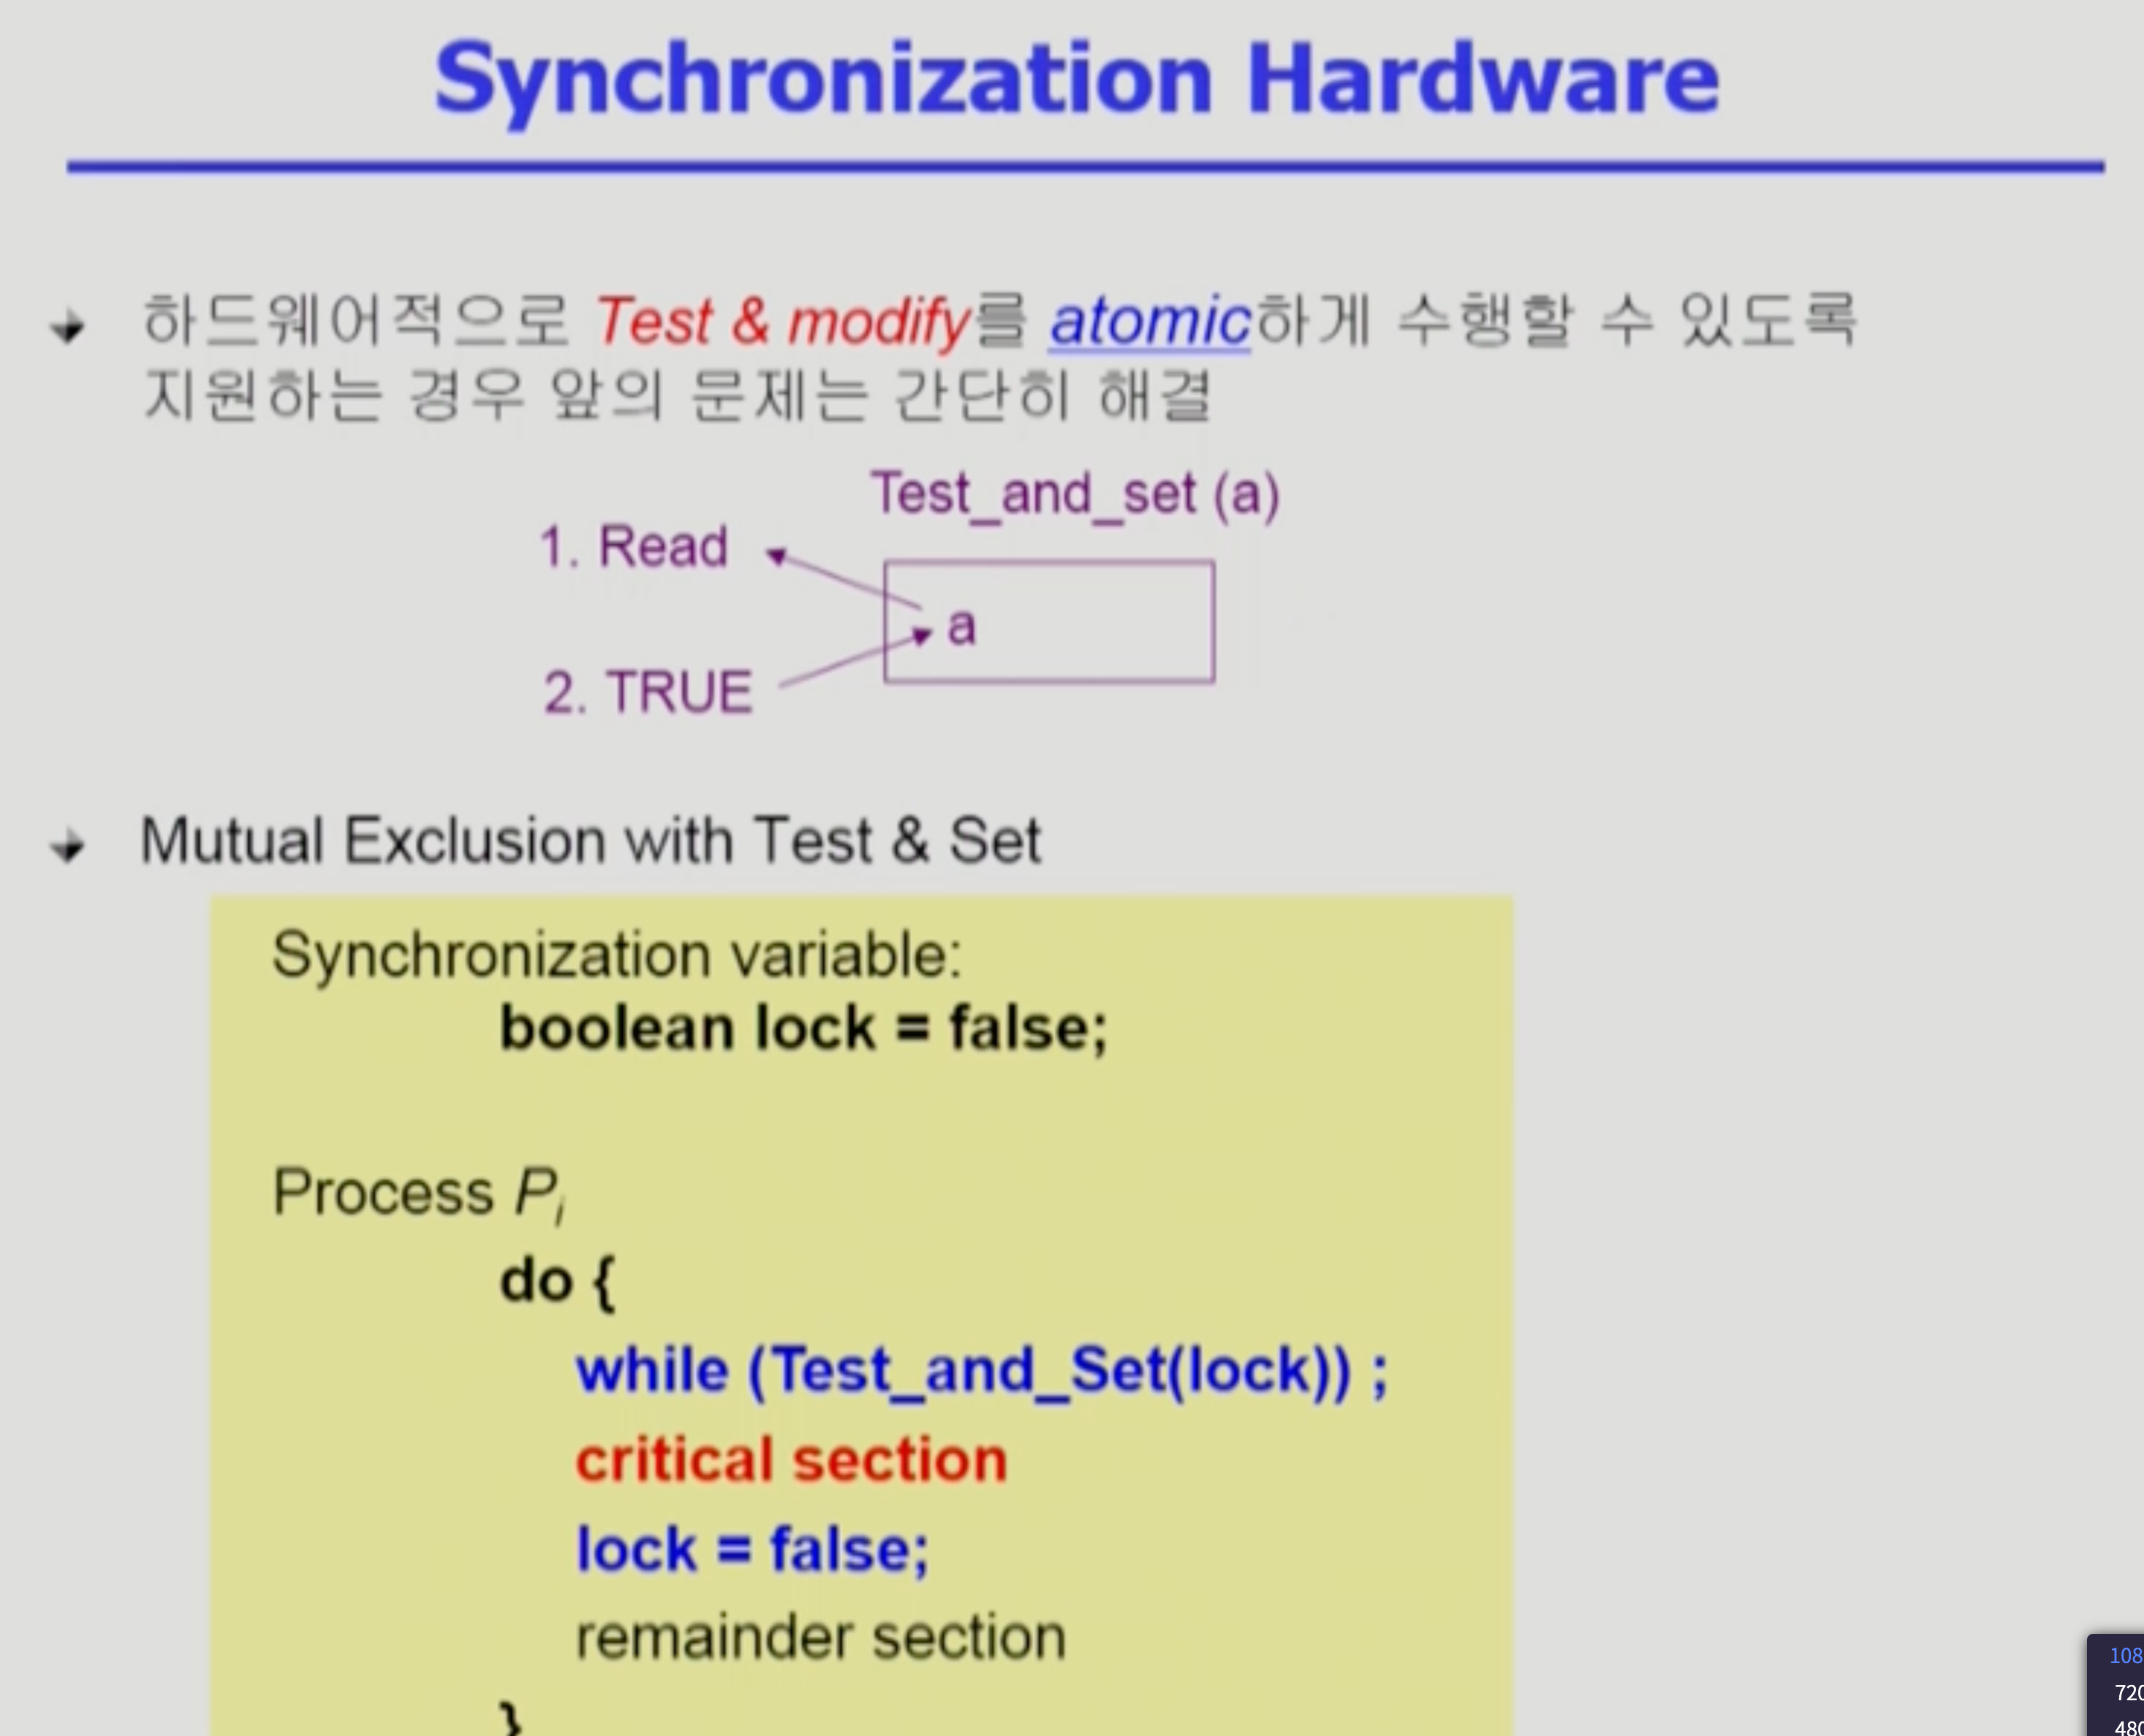 Synchronization Hardware
하드웨어적으로 Test & modify를 atomic하게 수행할 수 있도록
지원하는 경우 앞의 문제는 간단히 해결
Test_and_set (a)
1. Read
a
2. TRUE
Mutual Exclusion with Test & Set
Synchronization variable:
boolean lock = false;
Process Pi
do {
while (Test_and_Set(lock)) ;
critical section
lock = false;
remainder section
}
108
720
480